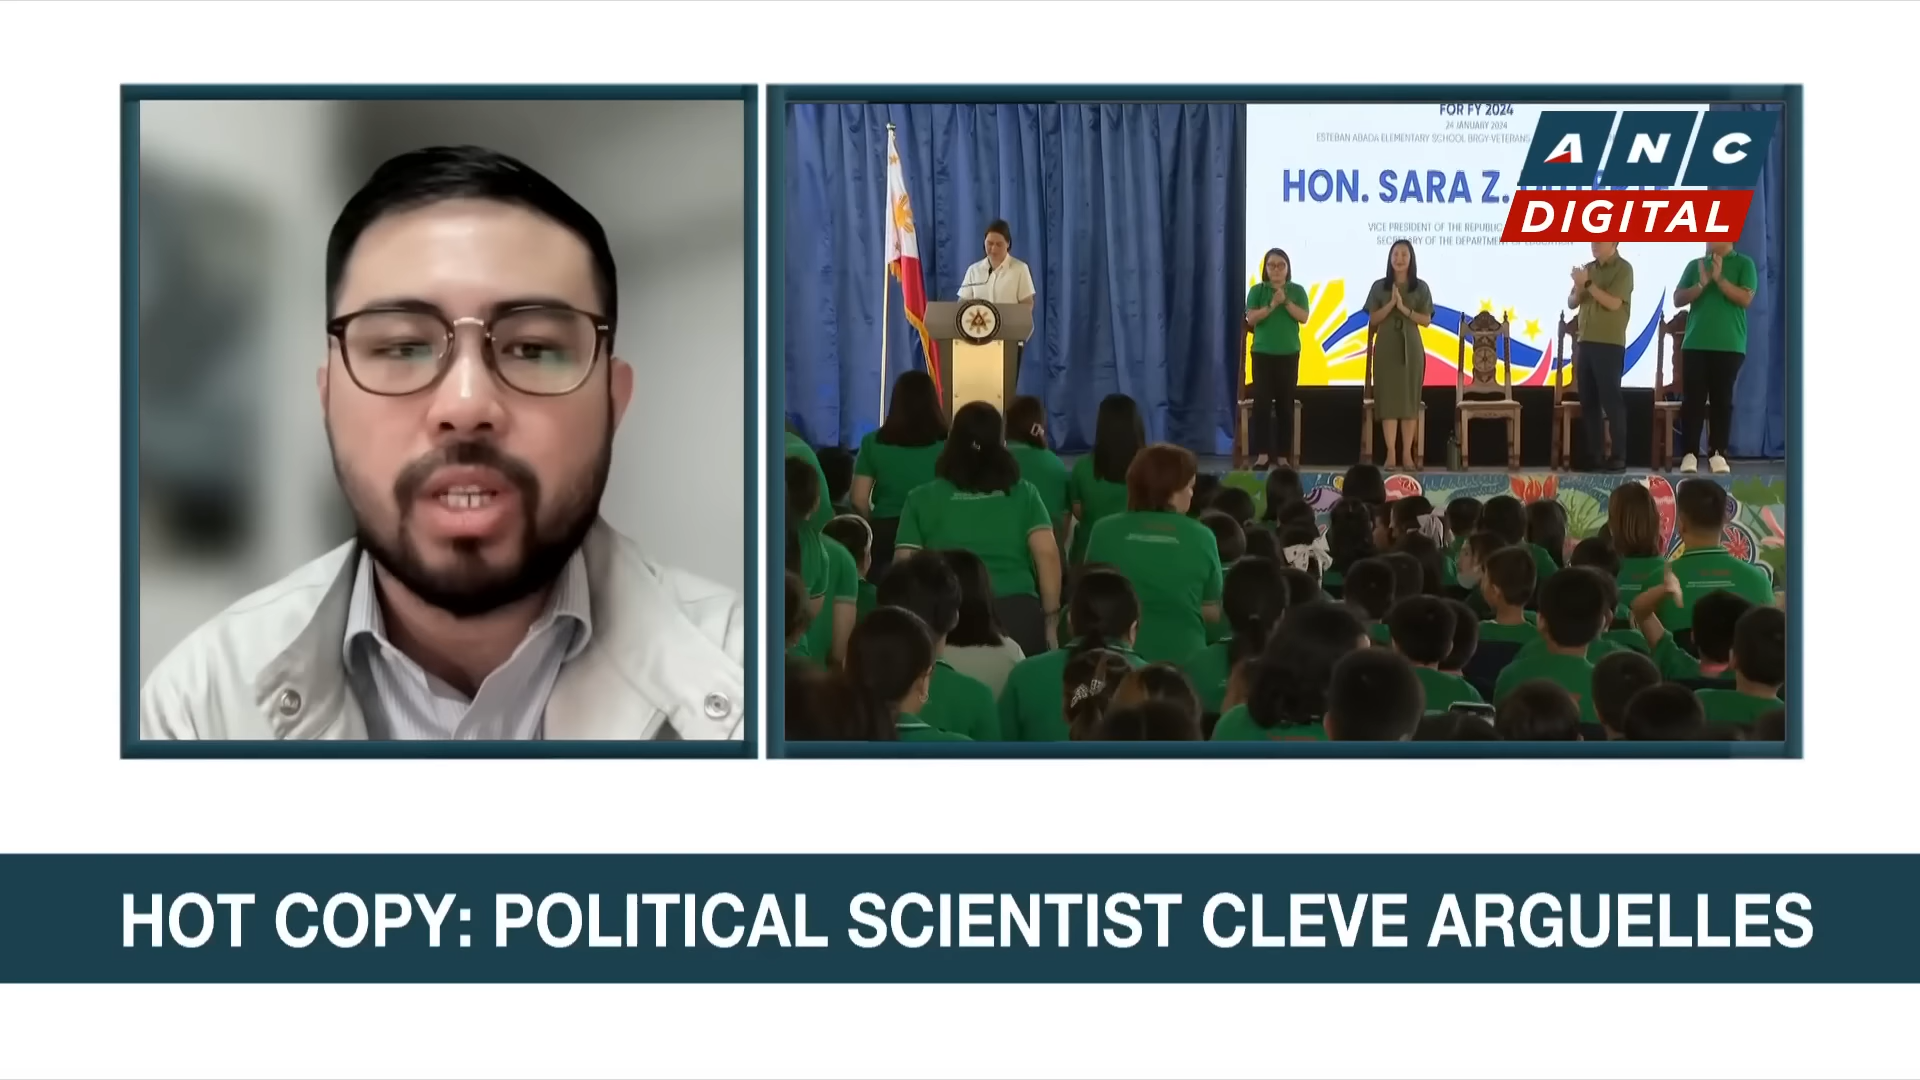 FOR FY 2024
24 JANUARY 2024
ESTEBAN ABADA ELEMENTARY SCHOOL BRGY VETERANS
HON. SARA Z.
VICE PRESIDENT OF THE REPUBLIC
SECRETARY OF THE DEPARTMENT OF EDUCATION
ANC
DIGITAL
HOT COPY: POLITICAL SCIENTIST CLEVE ARGUELLES